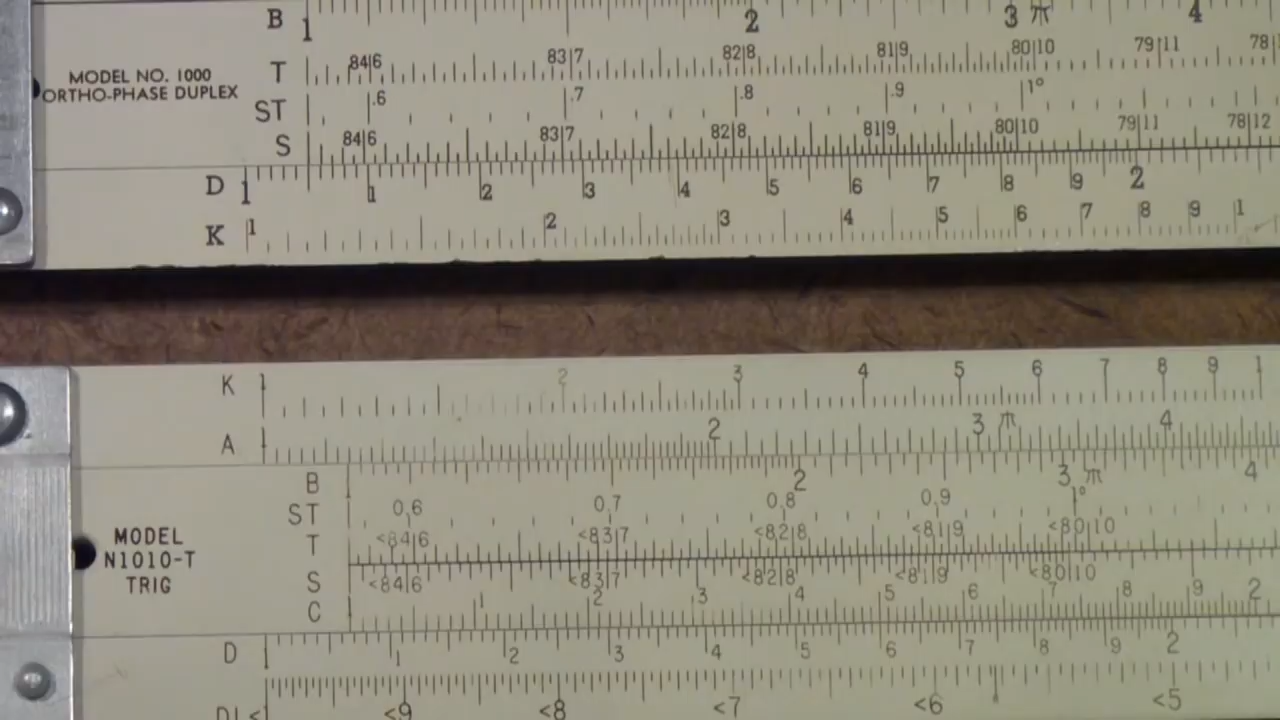 B 1 2 3 π 4
MODEL NO. 1000
ORTHO-PHASE DUPLEX
T 84|6 83|7 82|8 81|9 80|10 79|11 78|
ST .6 .7 .8 .9 1°
S 84|6 83|7 82|8 81|9 80|10 79|11 78|12
D 1 1 2 3 4 5 6 7 8 9 2
K 1 2 3 4 5 6 7 8 9 1
K 1 2 3 4 5 6 7 8 9 1
A 2 3 π 4
B 2 3 π 4
ST 0,6 0,7 0,8 0,9 1°
T <84|6 <83|7 <82|8 <81|9 <80|10
MODEL
N1010-T
TRIG
S <84|6 <83|7 <82|8 <81|9 <80|10
C 1 2 3 4 5 6 7 8 9 2
D 1 2 3 4 5 6 7 8 9 2
DI < <9 <8 <7 <6 <5